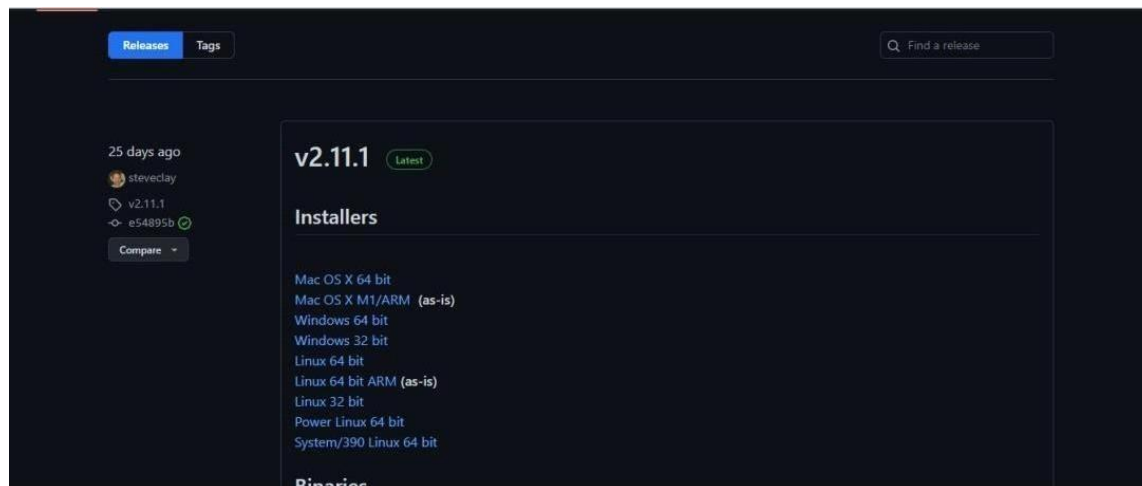 Releases Tags
Find a release
25 days ago
steveclay
v2.11.1
e54895b
Compare
v2.11.1 Latest
Installers
Mac OS X 64 bit
Mac OS X M1/ARM (as-is)
Windows 64 bit
Windows 32 bit
Linux 64 bit
Linux 64 bit ARM (as-is)
Linux 32 bit
Power Linux 64 bit
System/390 Linux 64 bit
Binaries